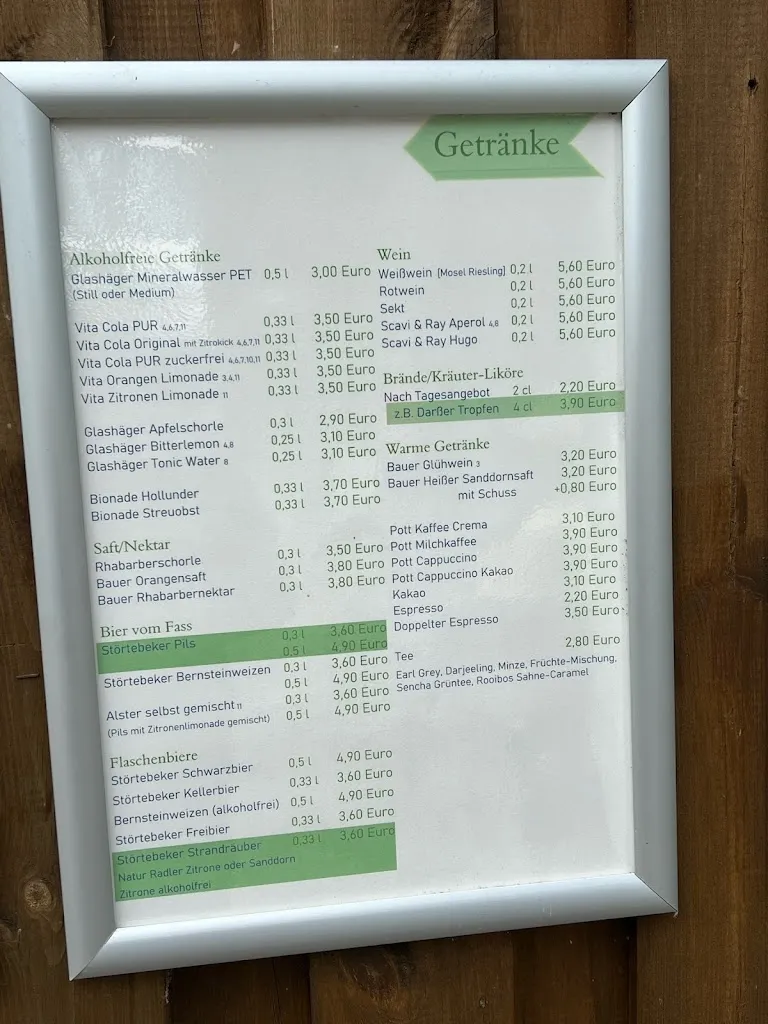 Getränke
Alkoholfreie Getränke
Glashäger Mineralwasser PET 0,5 l 3,00 Euro
(Still oder Medium)
Vita Cola PUR 4,6,7,11 0,33 l 3,50 Euro
Vita Cola Original mit Zitrokick 4,6,7,11 0,33 l 3,50 Euro
Vita Cola PUR zuckerfrei 4,6,7,10,11 0,33 l 3,50 Euro
Vita Orangen Limonade 3,4,11 0,33 l 3,50 Euro
Vita Zitronen Limonade 11 0,33 l 3,50 Euro
Glashäger Apfelschorle 0,3 l 2,90 Euro
Glashäger Bitterlemon 4,8 0,25 l 3,10 Euro
Glashäger Tonic Water 8 0,25 l 3,10 Euro
Bionade Hollunder 0,33 l 3,70 Euro
Bionade Streuobst 0,33 l 3,70 Euro
Saft/Nektar
Rhabarberschorle 0,3 l 3,50 Euro
Bauer Orangensaft 0,3 l 3,80 Euro
Bauer Rhabarbernektar 0,3 l 3,80 Euro
Bier vom Fass
Störtebeker Pils 0,3 l 3,60 Euro
0,5 l 4,90 Euro
Störtebeker Bernsteinweizen 0,3 l 3,60 Euro
0,5 l 4,90 Euro
Alster selbst gemischt 11 0,3 l 3,60 Euro
(Pils mit Zitronenlimonade gemischt) 0,5 l 4,90 Euro
Flaschenbiere
Störtebeker Schwarzbier 0,5 l 4,90 Euro
Störtebeker Kellerbier 0,33 l 3,60 Euro
Bernsteinweizen (alkoholfrei) 0,5 l 4,90 Euro
Störtebeker Freibier 0,33 l 3,60 Euro
Störtebeker Strandräuber 0,33 l 3,60 Euro
Natur Radler Zitrone oder Sanddorn
Zitrone alkoholfrei
Wein
Weißwein (Mosel Riesling) 0,2 l 5,60 Euro
Rotwein 0,2 l 5,60 Euro
Sekt 0,2 l 5,60 Euro
Scavi & Ray Aperol 4,8 0,2 l 5,60 Euro
Scavi & Ray Hugo 0,2 l 5,60 Euro
Brände/Kräuter-Liköre
Nach Tagesangebot 2 cl 2,20 Euro
z.B. Darßer Tropfen 4 cl 3,90 Euro
Warme Getränke
Bauer Glühwein 3 3,20 Euro
Bauer Heißer Sanddornsaft 3,20 Euro
mit Schuss +0,80 Euro
Pott Kaffee Crema 3,10 Euro
Pott Milchkaffee 3,90 Euro
Pott Cappuccino 3,90 Euro
Pott Cappuccino Kakao 3,90 Euro
Kakao 3,10 Euro
Espresso 2,20 Euro
Doppelter Espresso 3,50 Euro
Tee 2,80 Euro
Earl Grey, Darjeeling, Minze, Früchte-Mischung,
Sencha Grüntee, Rooibos Sahne-Caramel